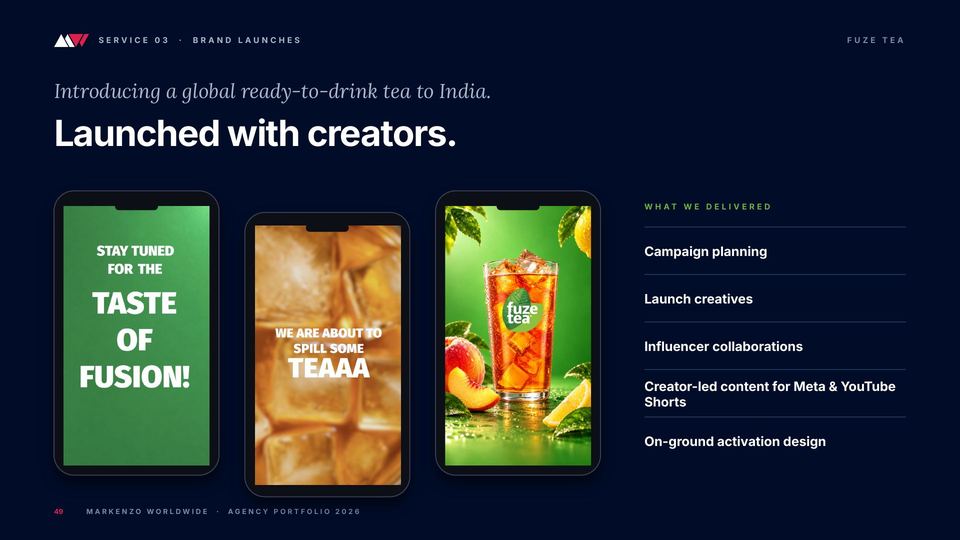 SERVICE 03 · BRAND LAUNCHES
FUZE TEA
Introducing a global ready-to-drink tea to India.
Launched with creators.
STAY TUNED
FOR THE
TASTE
OF
FUSION!
WE ARE ABOUT TO
SPILL SOME
TEAAA
fuze
tea
WHAT WE DELIVERED
Campaign planning
Launch creatives
Influencer collaborations
Creator-led content for Meta & YouTube
Shorts
On-ground activation design
49 MARKENZO WORLDWIDE · AGENCY PORTFOLIO 2026